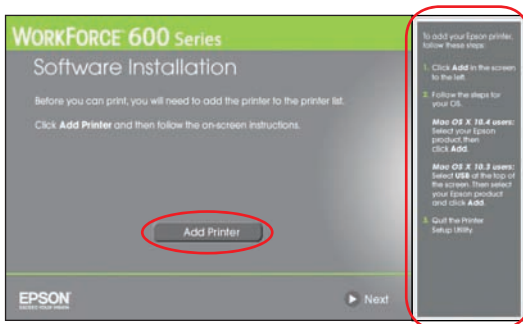 WORKFORCE 600 Series
Software Installation
Before you can print, you will need to add the printer to the printer list.
Click Add Printer and then follow the on-screen instructions.
Add Printer
EPSON
EXCEED YOUR VISION
Next
To add your Epson printer,
follow these steps:
1. Click Add in the screen
to the left.
2. Follow the steps for
your OS.
Mac OS X 10.4 users:
Select your Epson
product, then
click Add.
Mac OS X 10.3 users:
Select USB at the top of
the screen. Then select
your Epson product
and click Add.
3. Quit the Printer
Setup Utility.